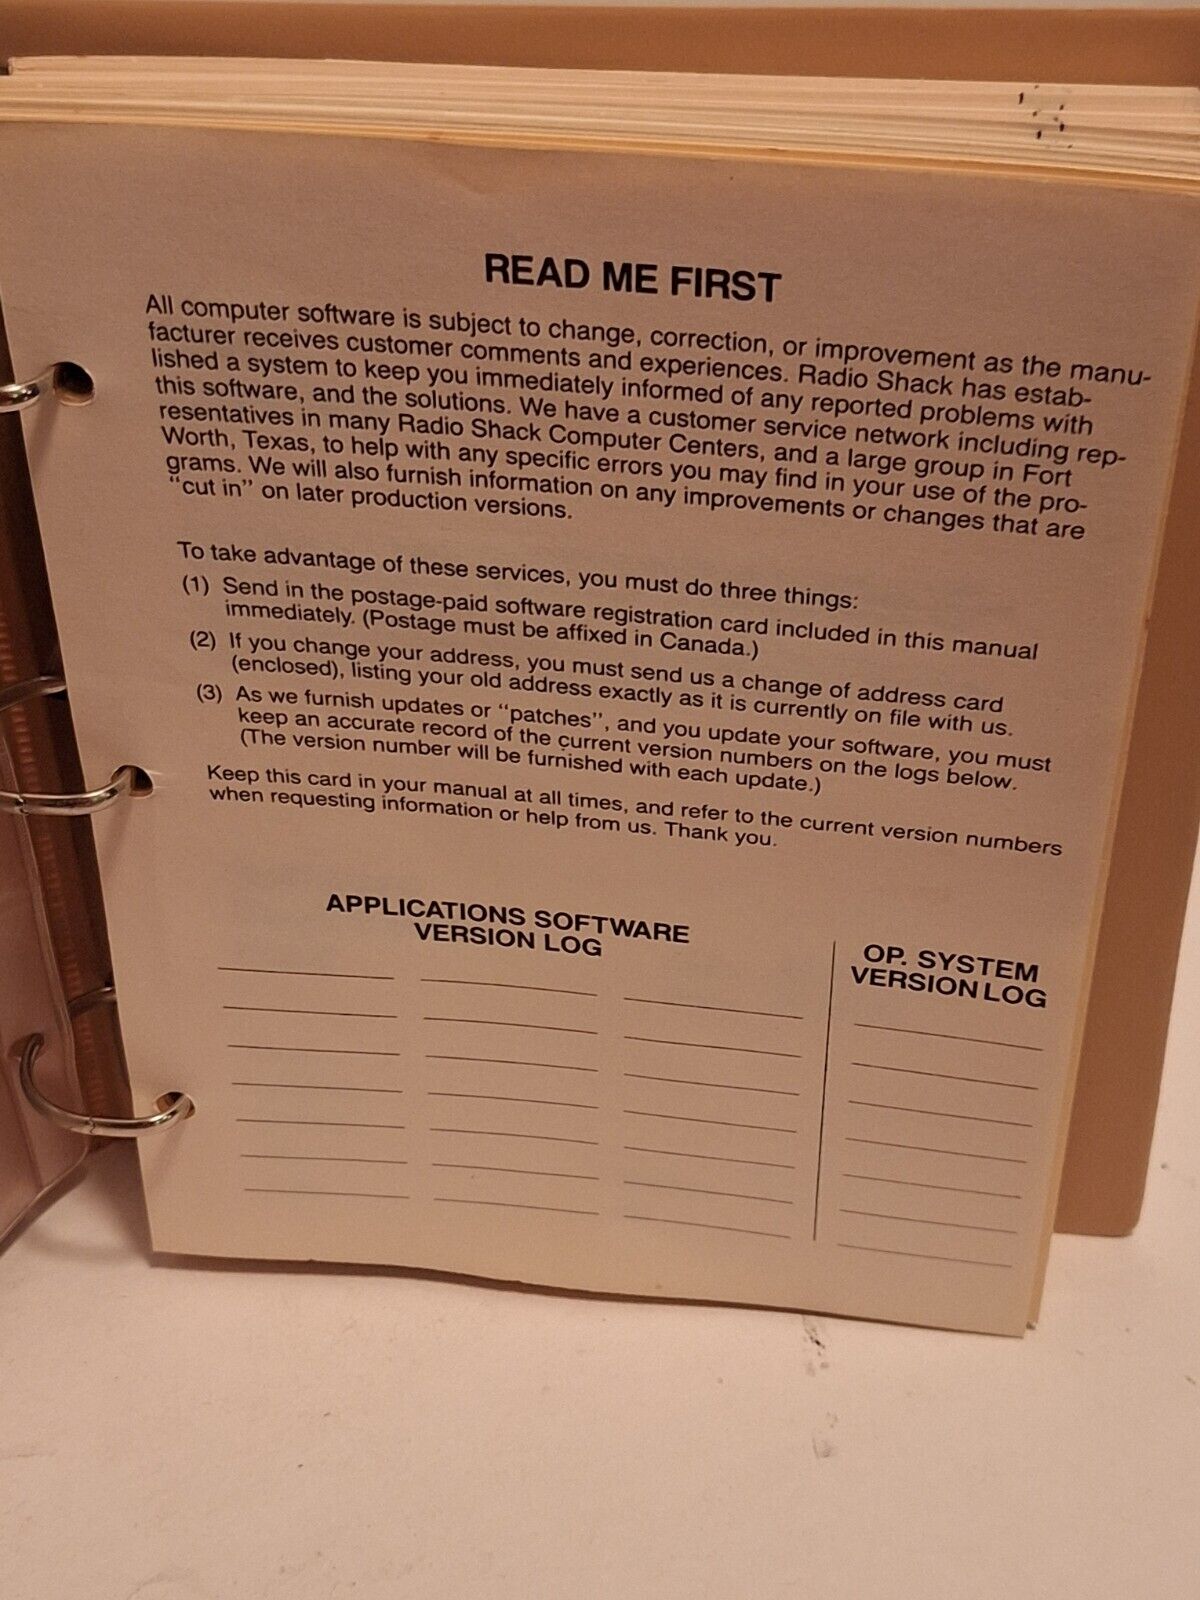 READ ME FIRST
All computer software is subject to change, correction, or improvement as the manu-
facturer receives customer comments and experiences. Radio Shack has estab-
lished a system to keep you immediately informed of any reported problems with
this software, and the solutions. We have a customer service network including rep-
resentatives in many Radio Shack Computer Centers, and a large group in Fort
Worth, Texas, to help with any specific errors you may find in your use of the pro-
grams. We will also furnish information on any improvements or changes that are
"cut in" on later production versions.
To take advantage of these services, you must do three things:
(1) Send in the postage-paid software registration card included in this manual
immediately. (Postage must be affixed in Canada.)
(2) If you change your address, you must send us a change of address card
(enclosed), listing your old address exactly as it is currently on file with us.
(3) As we furnish updates or "patches", and you update your software, you must
keep an accurate record of the current version numbers on the logs below.
(The version number will be furnished with each update.)
Keep this card in your manual at all times, and refer to the current version numbers
when requesting information or help from us. Thank you.
APPLICATIONS SOFTWARE
VERSION LOG
OP. SYSTEM
VERSION LOG